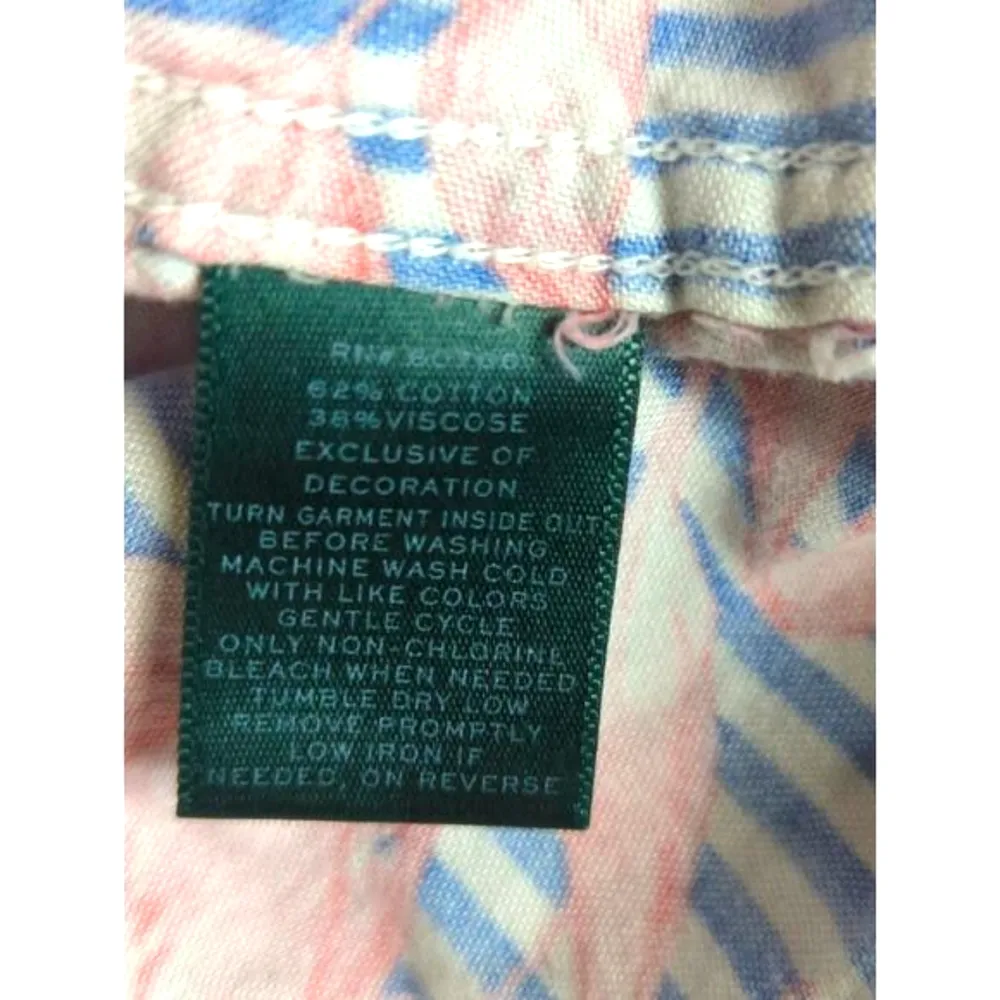 RN#
62% COTTON
38% VISCOSE
EXCLUSIVE OF
DECORATION
TURN GARMENT INSIDE OUT
BEFORE WASHING
MACHINE WASH COLD
WITH LIKE COLORS
GENTLE CYCLE
ONLY NON-CHLORINE
BLEACH WHEN NEEDED
TUMBLE DRY LOW
REMOVE PROMPTLY
LOW IRON IF
NEEDED, ON REVERSE